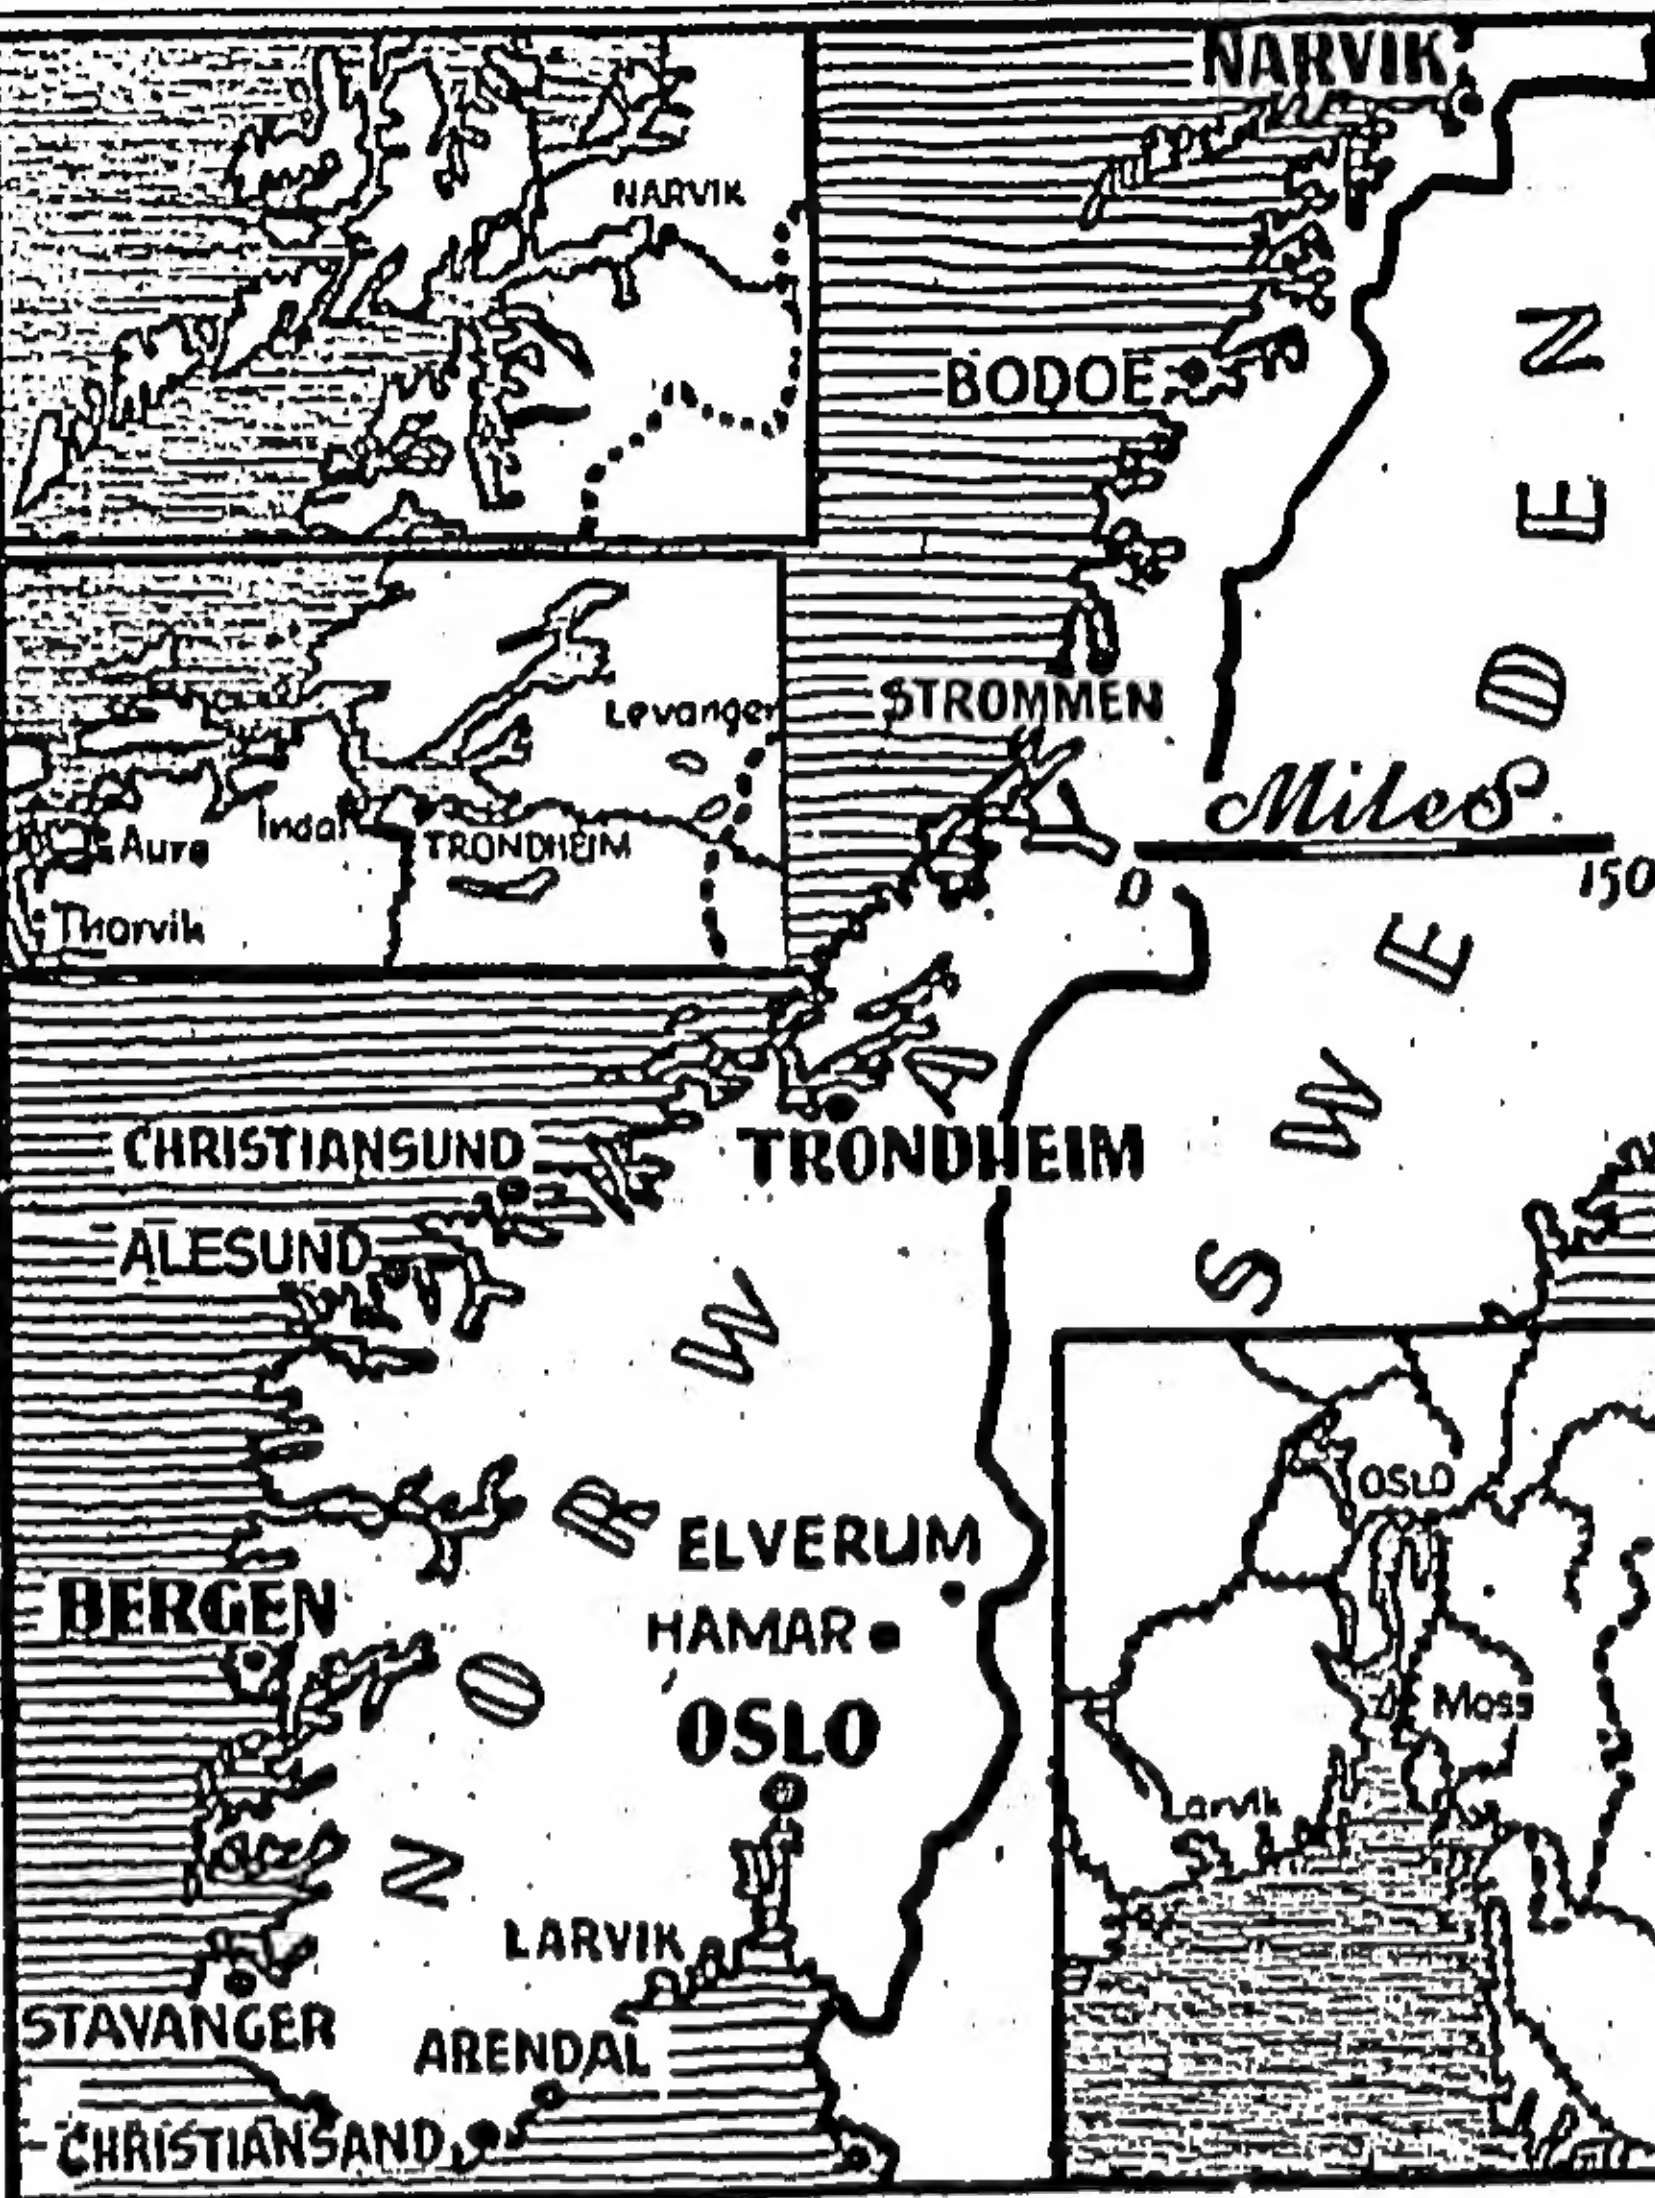 NARVIK
NARVIK
BODOE
SWEDEN
STROMMEN
Levanger
Miles
0
150
Indal
Aure
TRONDHEIM
Thorvik
NORWAY
CHRISTIANSUND
TRONDHEIM
ALESUND
OSLO
ELVERUM
BERGEN
HAMAR
OSLO
Moss
Larvik
LARVIK
STAVANGER
ARENDAL
CHRISTIANSAND